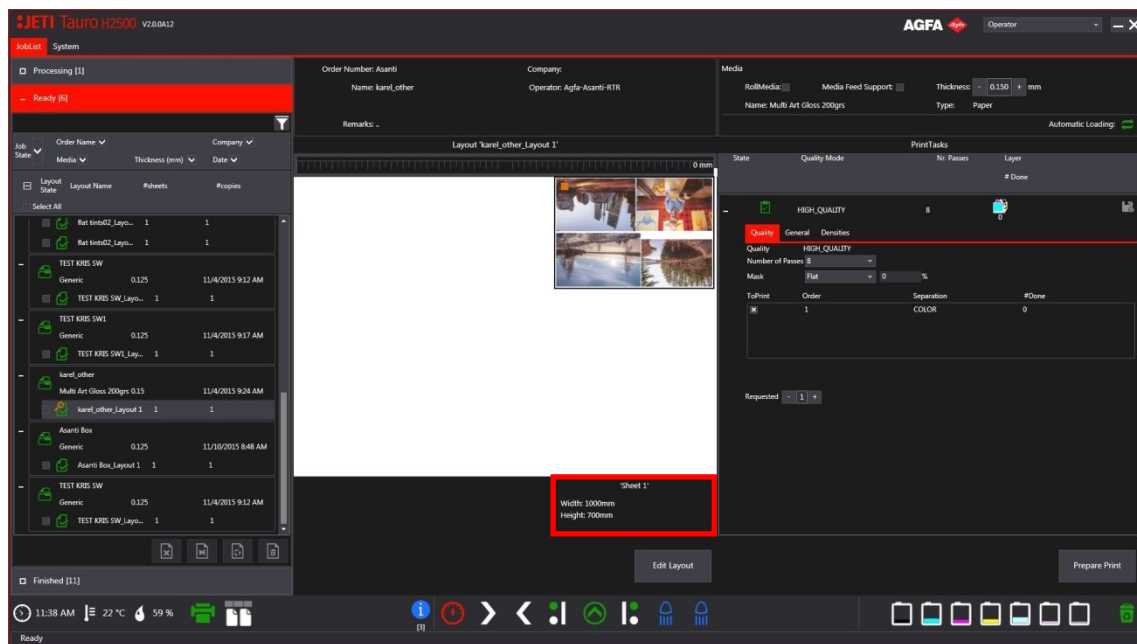 JETI Tauro H2500 V2.0.0A12
AGFA
Operator
JobList System
Processing [1]
Ready [6]
Job State
Order Name Company
Media Thickness (mm) Date
Layout State Layout Name #sheets #copies
Select All
flat tints02_Layo... 1 1
flat tints02_Layo... 1 1
TEST KRIS SW
Generic 0.125 11/4/2015 9:12 AM
TEST KRIS SW_Layo... 1 1
TEST KRIS SW1
Generic 0.125 11/4/2015 9:17 AM
TEST KRIS SW1_Lay... 1 1
karel_other
Multi Art Gloss 200grs 0.15 11/4/2015 9:24 AM
karel_other_Layout 1 1 1
Asanti Box
Generic 0.125 11/10/2015 8:48 AM
Asanti Box_Layout 1 1 1
TEST KRIS SW
Generic 0.125 11/4/2015 9:12 AM
TEST KRIS SW_Layo... 1 1
Finished [11]
Order Number: Asanti Company:
Name: karel_other Operator: Agfa-Asanti-RTR
Remarks: ..
Layout 'karel_other_Layout 1'
0 mm
'Sheet 1'
Width: 1000mm
Height: 700mm
Edit Layout
Media
RollMedia: Media Feed Support: Thickness: - 0.150 + mm
Name: Multi Art Gloss 200grs Type: Paper
Automatic Loading:
PrintTasks
State Quality Mode Nr. Passes Layer
# Done
HIGH_QUALITY 8 0
Quality General Densities
Quality HIGH_QUALITY
Number of Passes 8
Mask Flat 0 %
ToPrint Order Separation #Done
1 COLOR 0
Requested - 1 +
Prepare Print
11:38 AM 22 °C 59 %
[3]
Ready